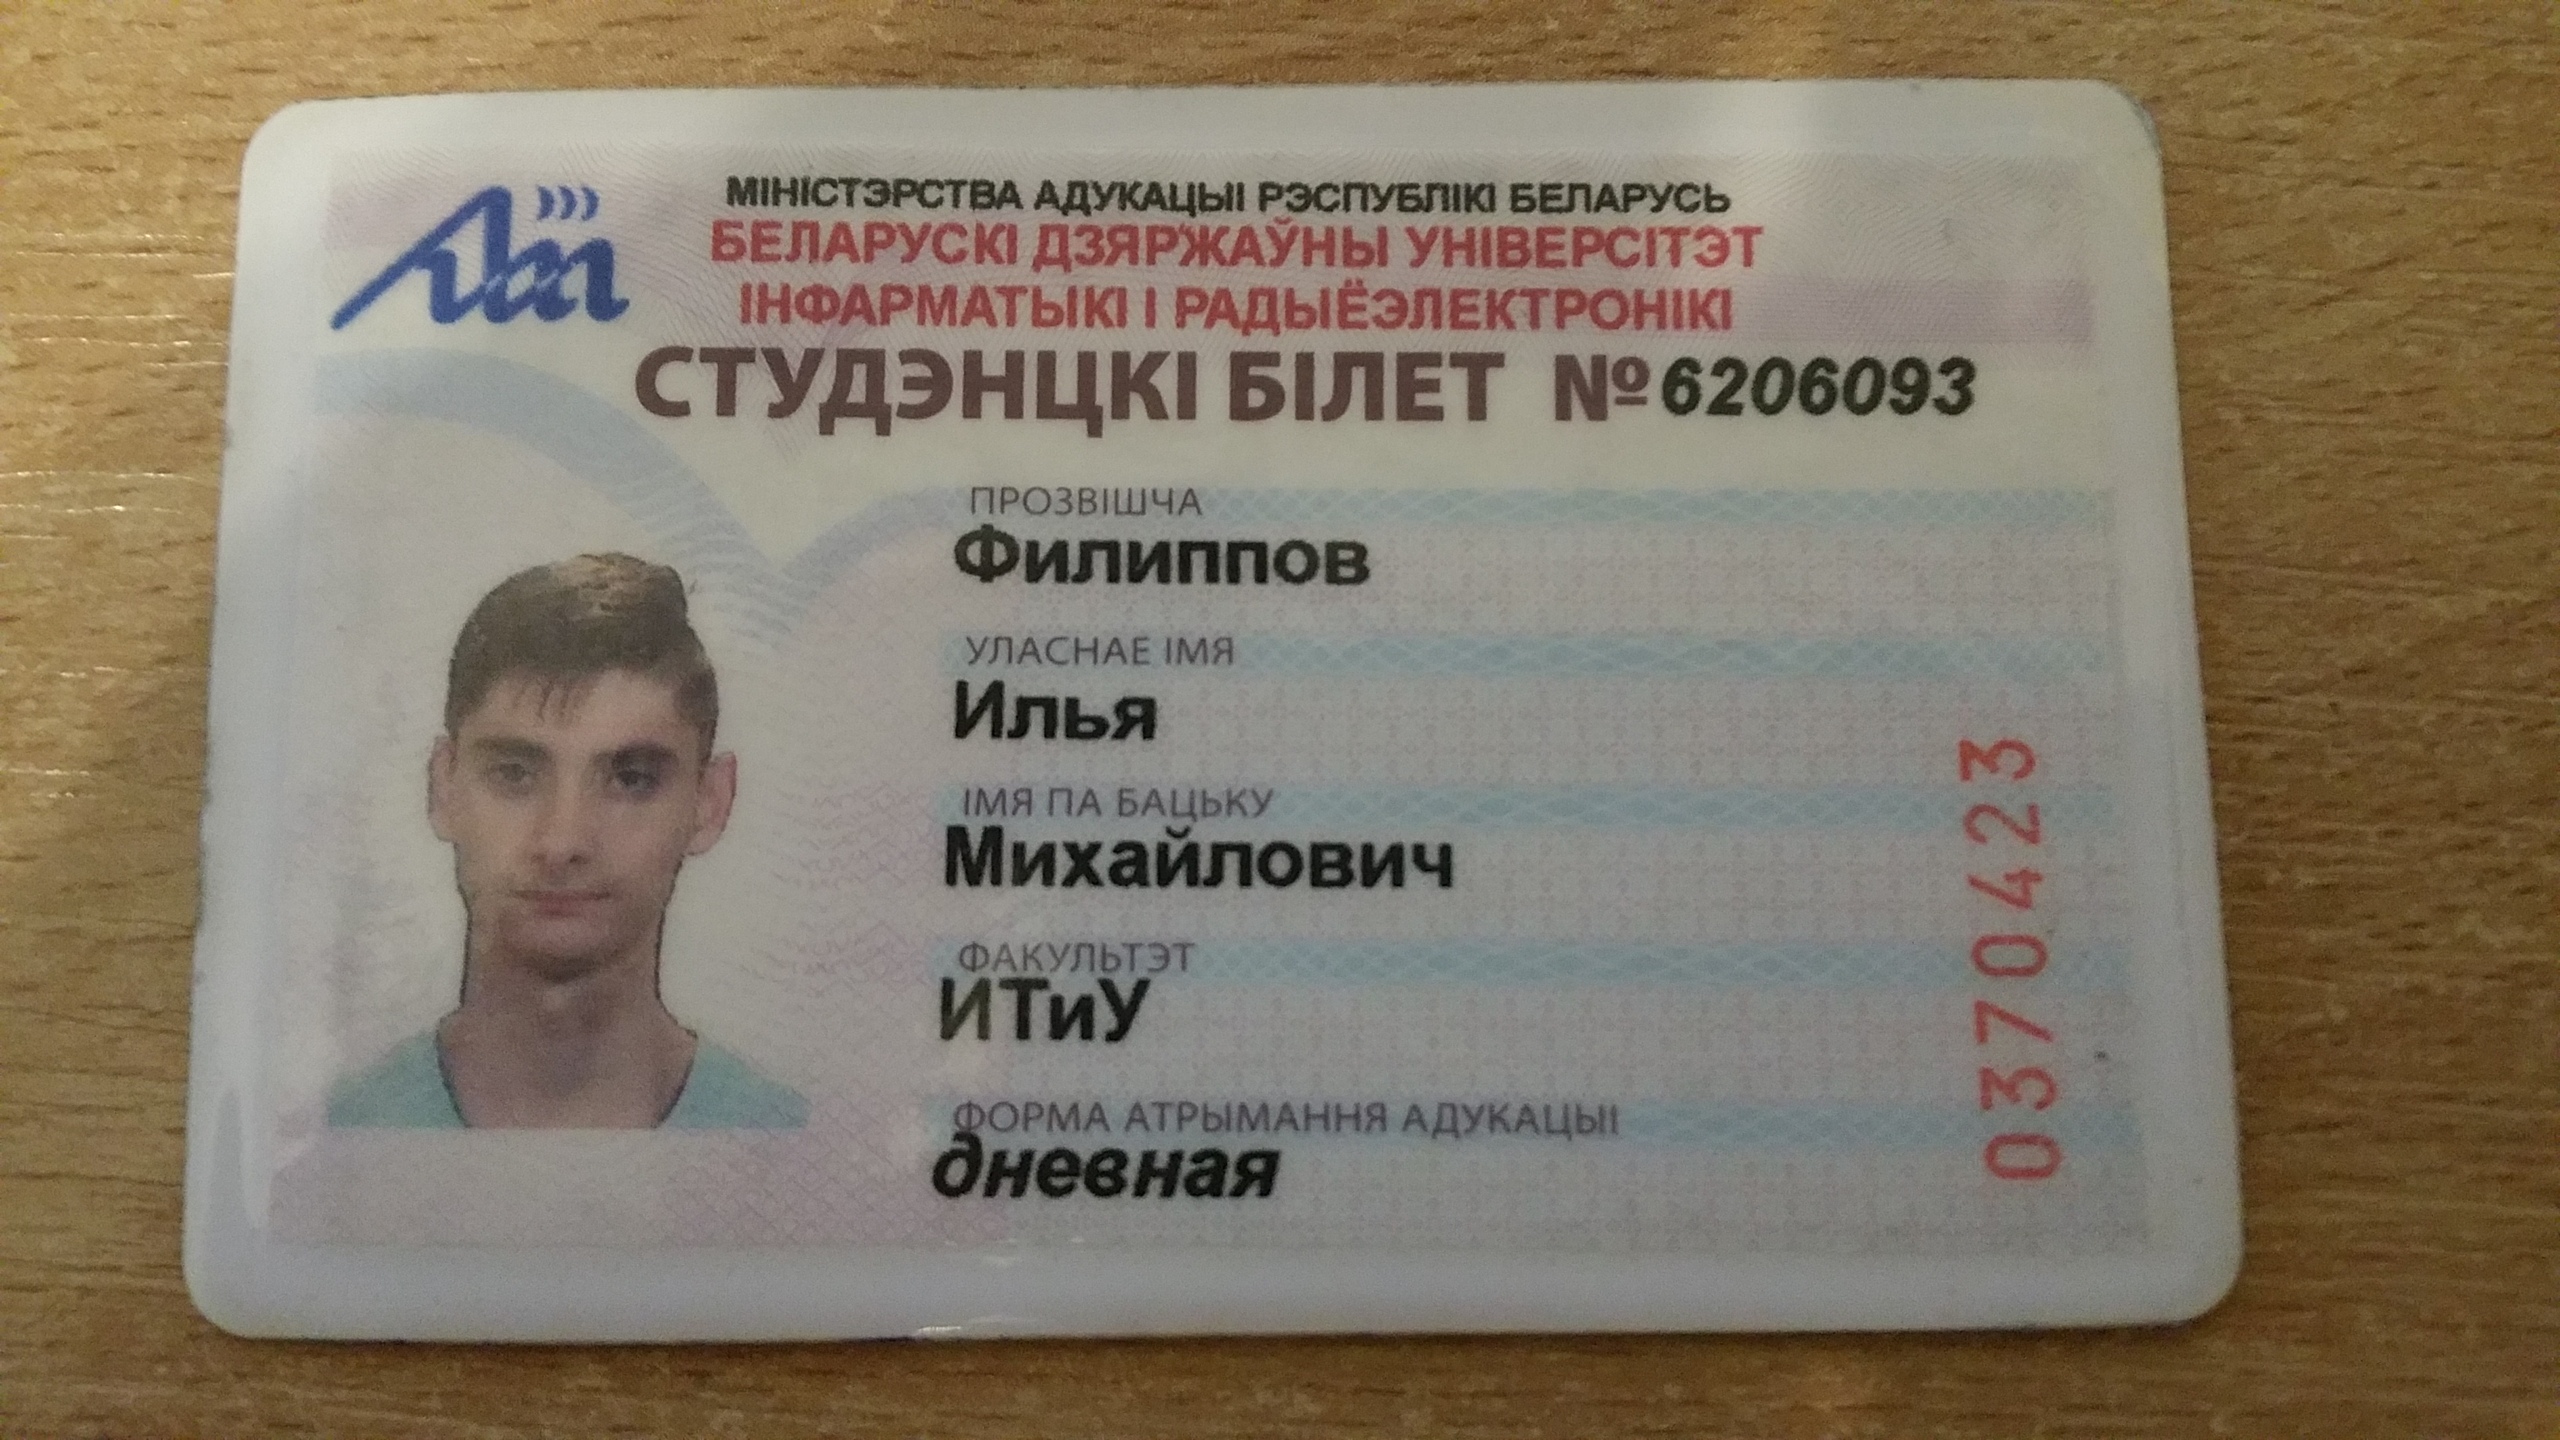 МІНІСТЭРСТВА АДУКАЦЫІ РЭСПУБЛІКІ БЕЛАРУСЬ
БЕЛАРУСКІ ДЗЯРЖАЎНЫ УНІВЕРСІТЭТ
ІНФАРМАТЫКІ І РАДЫЁЭЛЕКТРОНІКІ
СТУДЭНЦКІ БІЛЕТ №6206093
ПРОЗВІШЧА
Филиппов
УЛАСНАЕ ІМЯ
Илья
ІМЯ ПА БАЦЬКУ
Михайлович
ФАКУЛЬТЭТ
ИТиУ
ФОРМА АТРЫМАННЯ АДУКАЦЫІ
дневная
0370423